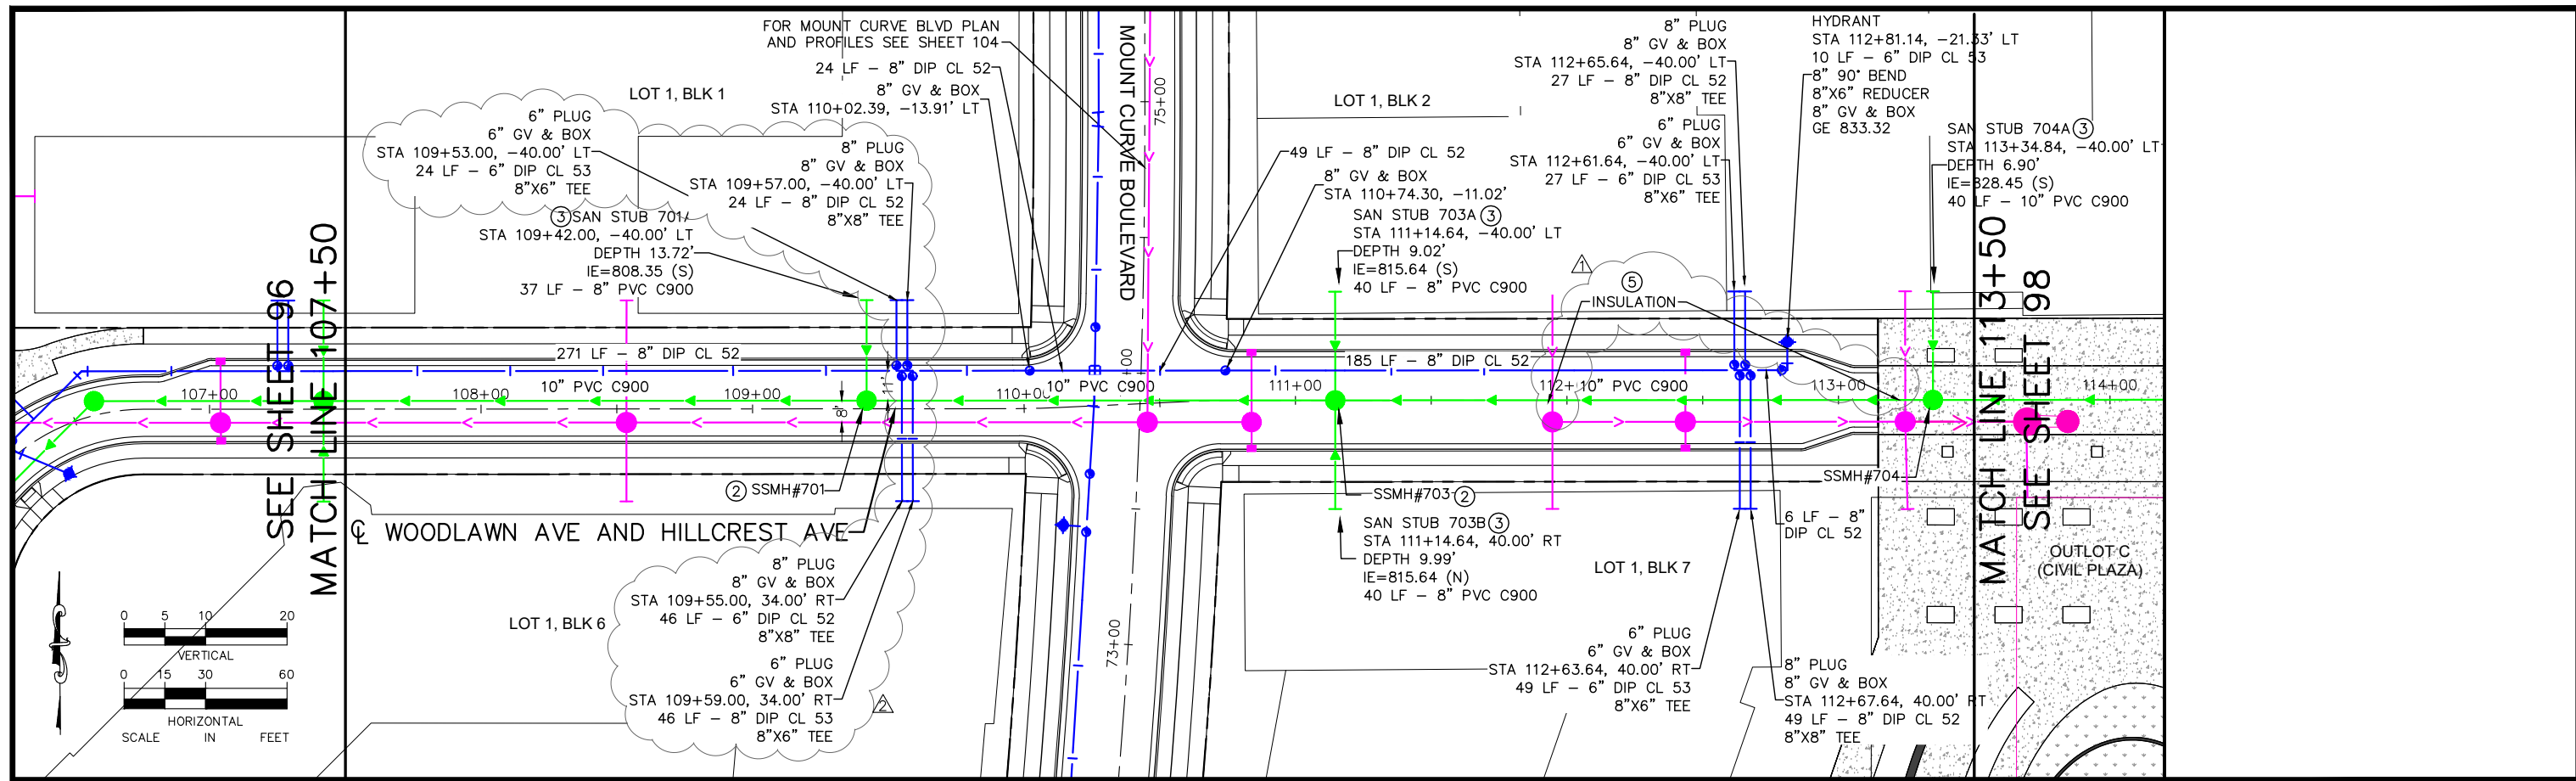 FOR MOUNT CURVE BLVD PLAN
AND PROFILES SEE SHEET 104
24 LF – 8" DIP CL 52
8" GV & BOX
STA 110+02.39, –13.91' LT
LOT 1, BLK 1
6" PLUG
6" GV & BOX
STA 109+53.00, –40.00' LT
24 LF – 6" DIP CL 53
8"X6" TEE
8" PLUG
8" GV & BOX
STA 109+57.00, –40.00' LT
24 LF – 8" DIP CL 52
8"X8" TEE
3 SAN STUB 701
STA 109+42.00, –40.00' LT
DEPTH 13.72'
IE=808.35 (S)
37 LF – 8" PVC C900
SEE SHEET 96
MATCH LINE 107+50
MOUNT CURVE BOULEVARD
75+00
74+00
73+00
LOT 1, BLK 2
49 LF – 8" DIP CL 52
8" GV & BOX
STA 110+74.30, –11.02'
SAN STUB 703A 3
STA 111+14.64, –40.00' LT
DEPTH 9.02'
IE=815.64 (S)
40 LF – 8" PVC C900
8" PLUG
8" GV & BOX
STA 112+65.64, –40.00' LT
27 LF – 8" DIP CL 52
8"X8" TEE
6" PLUG
6" GV & BOX
STA 112+61.64, –40.00' LT
27 LF – 6" DIP CL 53
8"X6" TEE
HYDRANT
STA 112+81.14, –21.33' LT
10 LF – 6" DIP CL 53
8" 90° BEND
8"X6" REDUCER
8" GV & BOX
GE 833.32
SAN STUB 704A 3
STA 113+34.84, –40.00' LT
DEPTH 6.90'
IE=828.45 (S)
40 LF – 10" PVC C900
1
5
INSULATION
MATCH LINE 113+50
SEE SHEET 98
271 LF – 8" DIP CL 52
185 LF – 8" DIP CL 52
10" PVC C900
10" PVC C900
10" PVC C900
107+00
108+00
109+00
110+00
111+00
112+00
113+00
114+00
8'
11'
2 SSMH#701
℄ WOODLAWN AVE AND HILLCREST AVE
SSMH#703 2
SSMH#704
SAN STUB 703B 3
STA 111+14.64, 40.00' RT
DEPTH 9.99'
IE=815.64 (N)
40 LF – 8" PVC C900
6 LF – 8"
DIP CL 52
OUTLOT C
(CIVIL PLAZA)
LOT 1, BLK 7
LOT 1, BLK 6
8" PLUG
8" GV & BOX
STA 109+55.00, 34.00' RT
46 LF – 6" DIP CL 52
8"X8" TEE
6" PLUG
6" GV & BOX
STA 109+59.00, 34.00' RT
46 LF – 8" DIP CL 53
8"X6" TEE
2
6" PLUG
6" GV & BOX
STA 112+63.64, 40.00' RT
49 LF – 6" DIP CL 53
8"X6" TEE
8" PLUG
8" GV & BOX
STA 112+67.64, 40.00' RT
49 LF – 8" DIP CL 52
8"X8" TEE
0 5 10 20
VERTICAL
0 15 30 60
HORIZONTAL
SCALE IN FEET